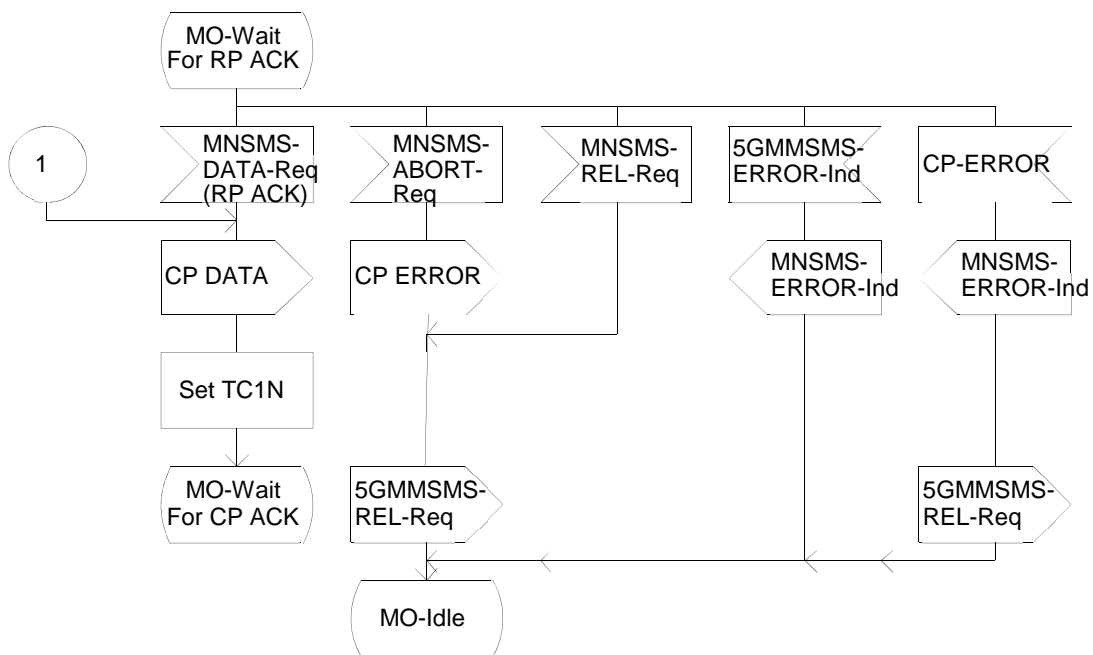 MO-Wait
For RP ACK
1
MNSMS-
DATA-Req
(RP ACK)
MNSMS-
ABORT-
Req
MNSMS-
REL-Req
5GMMSMS-
ERROR-Ind
CP-ERROR
CP DATA
CP ERROR
MNSMS-
ERROR-Ind
MNSMS-
ERROR-Ind
Set TC1N
MO-Wait
For CP ACK
5GMMSMS-
REL-Req
5GMMSMS-
REL-Req
MO-Idle